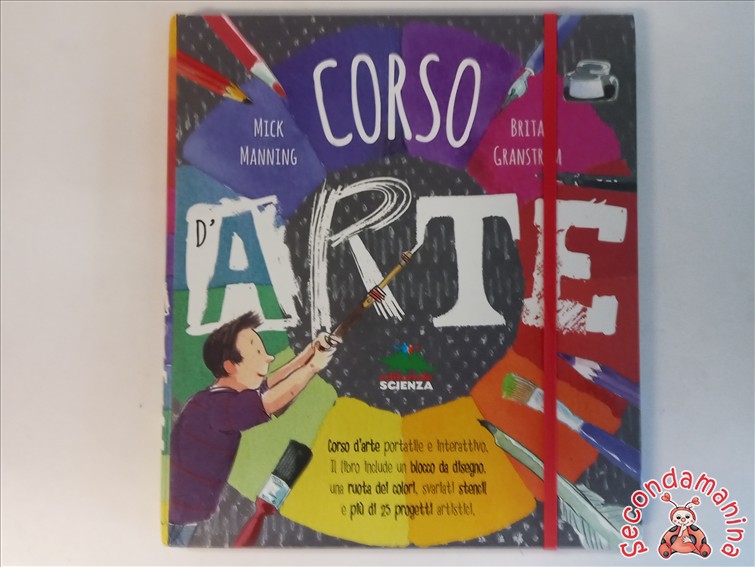 CORSO
MICK
MANNING
BRITA
GRANSTRÖM
D'ARTE
SCIENZA
Corso d'arte portatile e interattivo.
Il libro include un blocco da disegno,
una ruota dei colori, svariati stencil
e più di 25 progetti artistici.
secondamanina